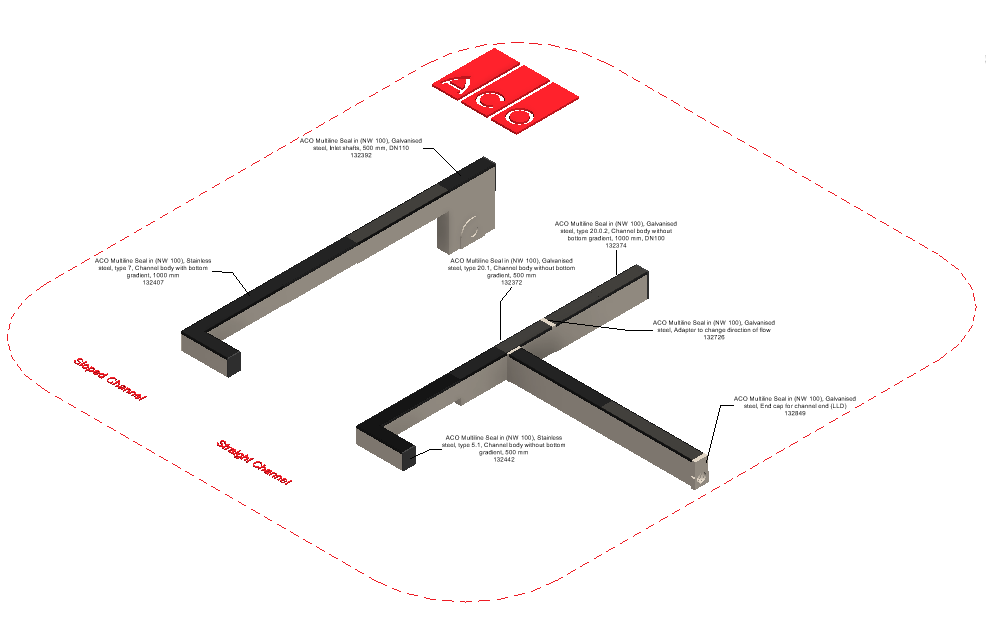 ACO
ACO Multiline Seal in (NW 100), Galvanised
steel, Inlet shafts, 500 mm, DN110
132392
ACO Multiline Seal in (NW 100), Galvanised
steel, type 20.0.2, Channel body without
bottom gradient, 1000 mm, DN100
132374
ACO Multiline Seal in (NW 100), Stainless
steel, type 7, Channel body with bottom
gradient, 1000 mm
132407
ACO Multiline Seal in (NW 100), Galvanised
steel, type 20.1, Channel body without bottom
gradient, 500 mm
132372
ACO Multiline Seal in (NW 100), Galvanised
steel, Adapter to change direction of flow
132726
Sloped Channel
ACO Multiline Seal in (NW 100), Galvanised
steel, End cap for channel end (LLD)
132849
Straight Channel
ACO Multiline Seal in (NW 100), Stainless
steel, type 5.1, Channel body without bottom
gradient, 500 mm
132442